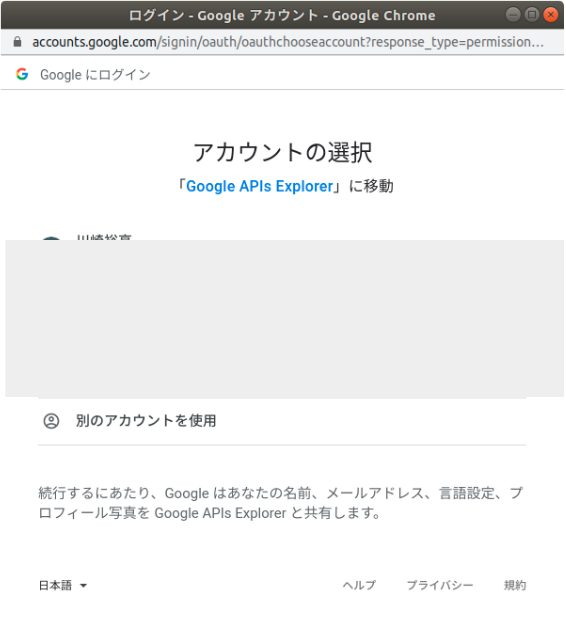 ログイン - Google アカウント - Google Chrome
accounts.google.com/signin/oauth/oauthchooseaccount?response_type=permission...
Google にログイン
アカウントの選択
「Google APIs Explorer」に移動
別のアカウントを使用
続行するにあたり、Google はあなたの名前、メールアドレス、言語設定、プ
ロフィール写真を Google APIs Explorer と共有します。
日本語 ヘルプ プライバシー 規約